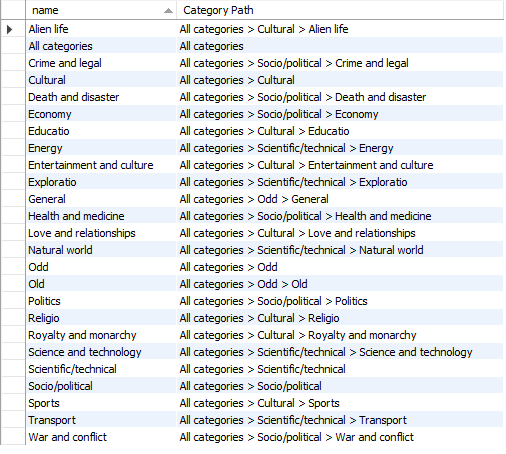 name Category Path
Alien life All categories > Cultural > Alien life
All categories All categories
Crime and legal All categories > Socio/political > Crime and legal
Cultural All categories > Cultural
Death and disaster All categories > Socio/political > Death and disaster
Economy All categories > Socio/political > Economy
Educatio All categories > Cultural > Educatio
Energy All categories > Scientific/technical > Energy
Entertainment and culture All categories > Cultural > Entertainment and culture
Exploratio All categories > Scientific/technical > Exploratio
General All categories > Odd > General
Health and medicine All categories > Socio/political > Health and medicine
Love and relationships All categories > Cultural > Love and relationships
Natural world All categories > Scientific/technical > Natural world
Odd All categories > Odd
Old All categories > Odd > Old
Politics All categories > Socio/political > Politics
Religio All categories > Cultural > Religio
Royalty and monarchy All categories > Cultural > Royalty and monarchy
Science and technology All categories > Scientific/technical > Science and technology
Scientific/technical All categories > Scientific/technical
Socio/political All categories > Socio/political
Sports All categories > Cultural > Sports
Transport All categories > Scientific/technical > Transport
War and conflict All categories > Socio/political > War and conflict